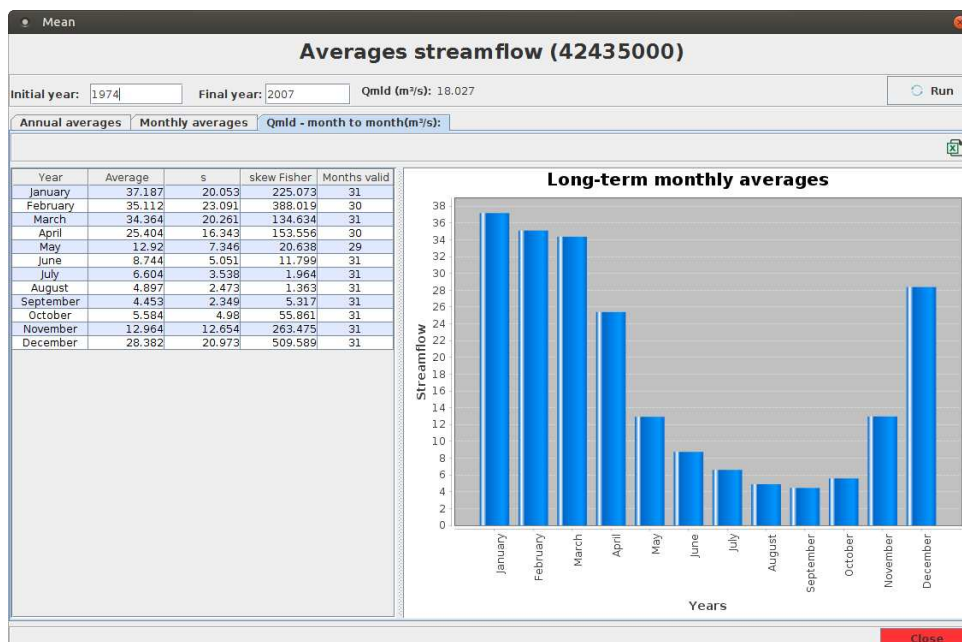 Mean
Averages streamflow (42435000)
Initial year: 1974 Final year: 2007 Qmld (m³/s): 18.027 Run
Annual averages Monthly averages Qmld - month to month(m³/s):
Year Average s skew Fisher Months valid
January 37.187 20.053 225.073 31
February 35.112 23.091 388.019 30
March 34.364 20.261 134.634 31
April 25.404 16.343 153.556 30
May 12.92 7.346 20.638 29
June 8.744 5.051 11.799 31
July 6.604 3.538 1.964 31
August 4.897 2.473 1.363 31
September 4.453 2.349 5.317 31
October 5.584 4.98 55.861 31
November 12.964 12.654 263.475 31
December 28.382 20.973 509.589 31
Long-term monthly averages
Streamflow
38
36
34
32
30
28
26
24
22
20
18
16
14
12
10
8
6
4
2
0
January February March April May June July August September October November December
Years
Close